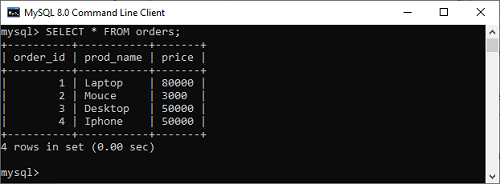 MySQL 8.0 Command Line Client
mysql> SELECT * FROM orders;
+----------+-----------+-------+
| order_id | prod_name | price |
+----------+-----------+-------+
|        1 | Laptop    | 80000 |
|        2 | Mouce     | 3000  |
|        3 | Desktop   | 50000 |
|        4 | Iphone    | 50000 |
+----------+-----------+-------+
4 rows in set (0.00 sec)
mysql>